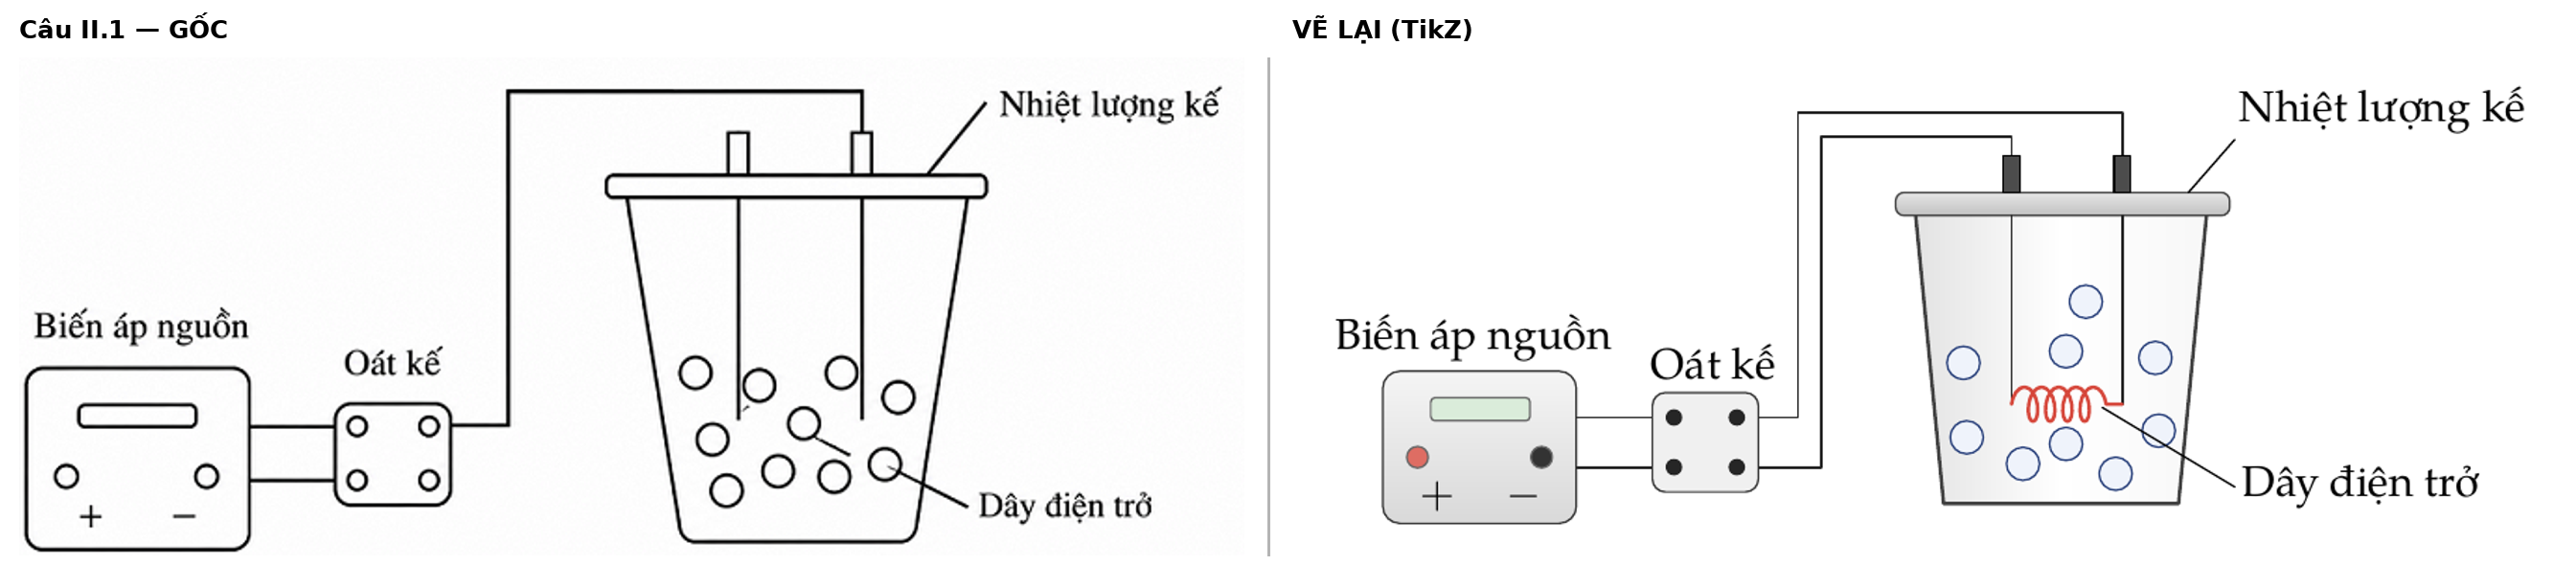 Câu II.1 — GỐC
Nhiệt lượng kế
Biến áp nguồn
Oát kế
+ −
Dây điện trở
VẼ LẠI (TikZ)
Nhiệt lượng kế
Biến áp nguồn
Oát kế
+ −
Dây điện trở